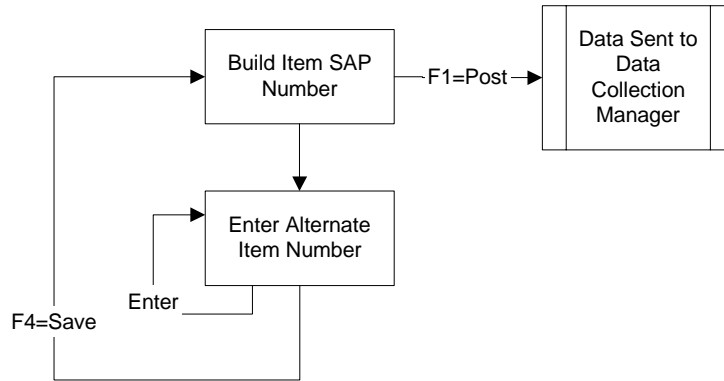 Build Item SAP
Number
F1=Post
Data Sent to
Data
Collection
Manager
Enter Alternate
Item Number
Enter
F4=Save